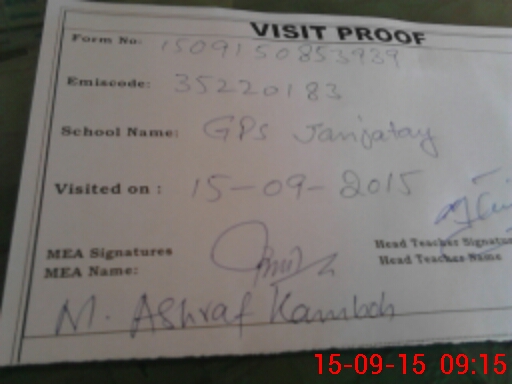 VISIT PROOF
Form No: 1509150853939
Emiscode: 35220183
School Name: GPS Janjatay
Visited on : 15-09-2015
MEA Signatures
MEA Name:
Head Teacher Signature
Head Teacher Name
M. Ashraf Kamboh
15-09-15 09:15